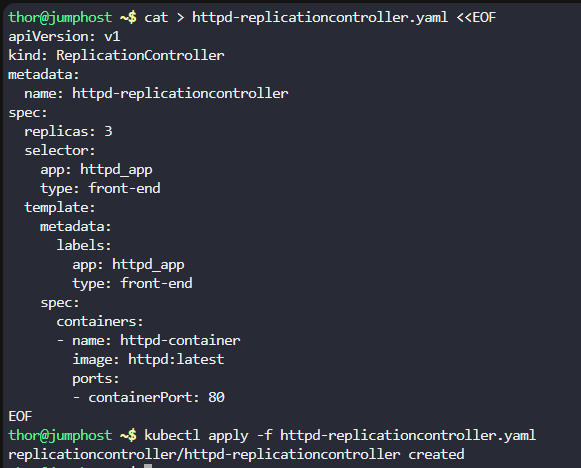 thor@jumphost ~$ cat > httpd-replicationcontroller.yaml <<EOF
apiVersion: v1
kind: ReplicationController
metadata:
  name: httpd-replicationcontroller
spec:
  replicas: 3
  selector:
    app: httpd_app
    type: front-end
  template:
    metadata:
      labels:
        app: httpd_app
        type: front-end
    spec:
      containers:
      - name: httpd-container
        image: httpd:latest
        ports:
        - containerPort: 80
EOF
thor@jumphost ~$ kubectl apply -f httpd-replicationcontroller.yaml
replicationcontroller/httpd-replicationcontroller created